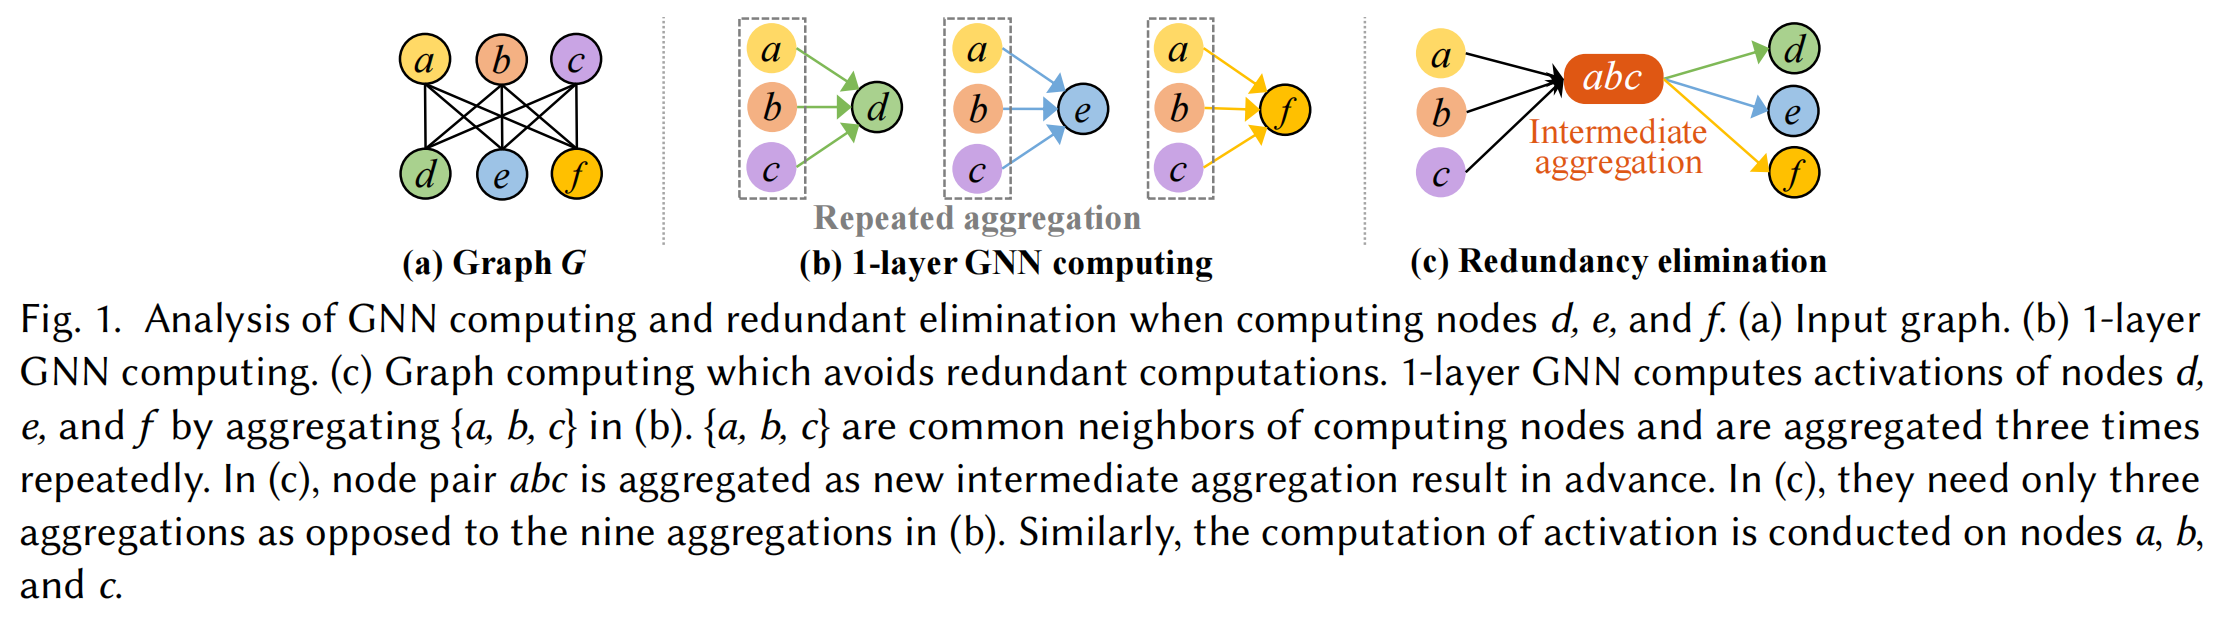 a b c
d e f
a b c d
a b c e
a b c f
Repeated aggregation
a b c
abc
Intermediate
aggregation
d e f
(a) Graph G
(b) 1-layer GNN computing
(c) Redundancy elimination
Fig. 1. Analysis of GNN computing and redundant elimination when computing nodes d, e, and f. (a) Input graph. (b) 1-layer
GNN computing. (c) Graph computing which avoids redundant computations. 1-layer GNN computes activations of nodes d,
e, and f by aggregating {a, b, c} in (b). {a, b, c} are common neighbors of computing nodes and are aggregated three times
repeatedly. In (c), node pair abc is aggregated as new intermediate aggregation result in advance. In (c), they need only three
aggregations as opposed to the nine aggregations in (b). Similarly, the computation of activation is conducted on nodes a, b,
and c.